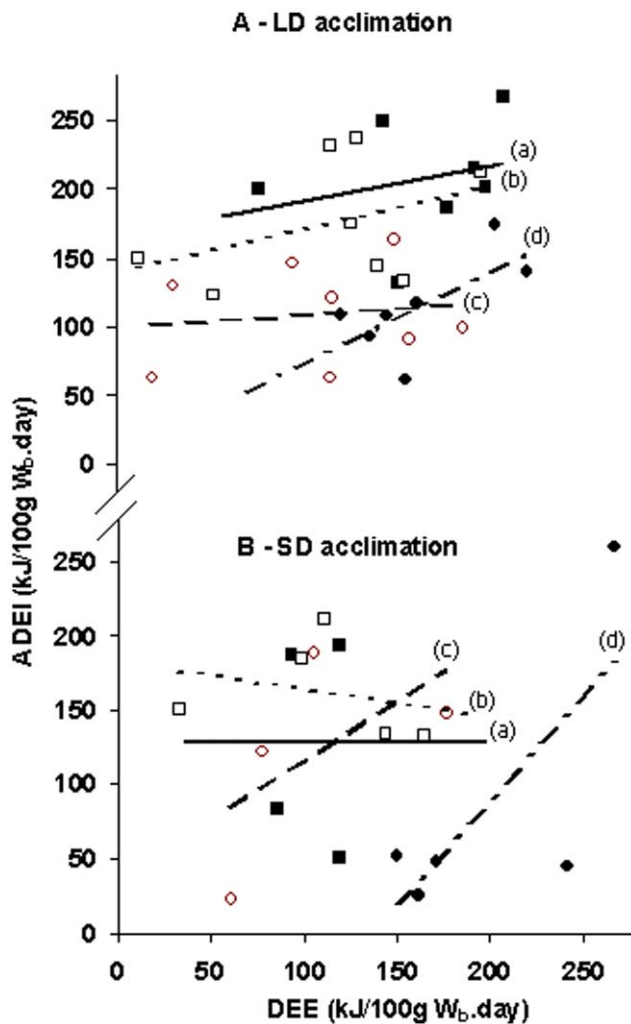 A - LD acclimation
250
200
150
100
50
0
(a)
(b)
(d)
(c)
ADEI (kJ/100g Wb.day)
B - SD acclimation
250
200
150
100
50
0
(c)
(d)
(b)
(a)
0 50 100 150 200 250
DEE (kJ/100g Wb.day)